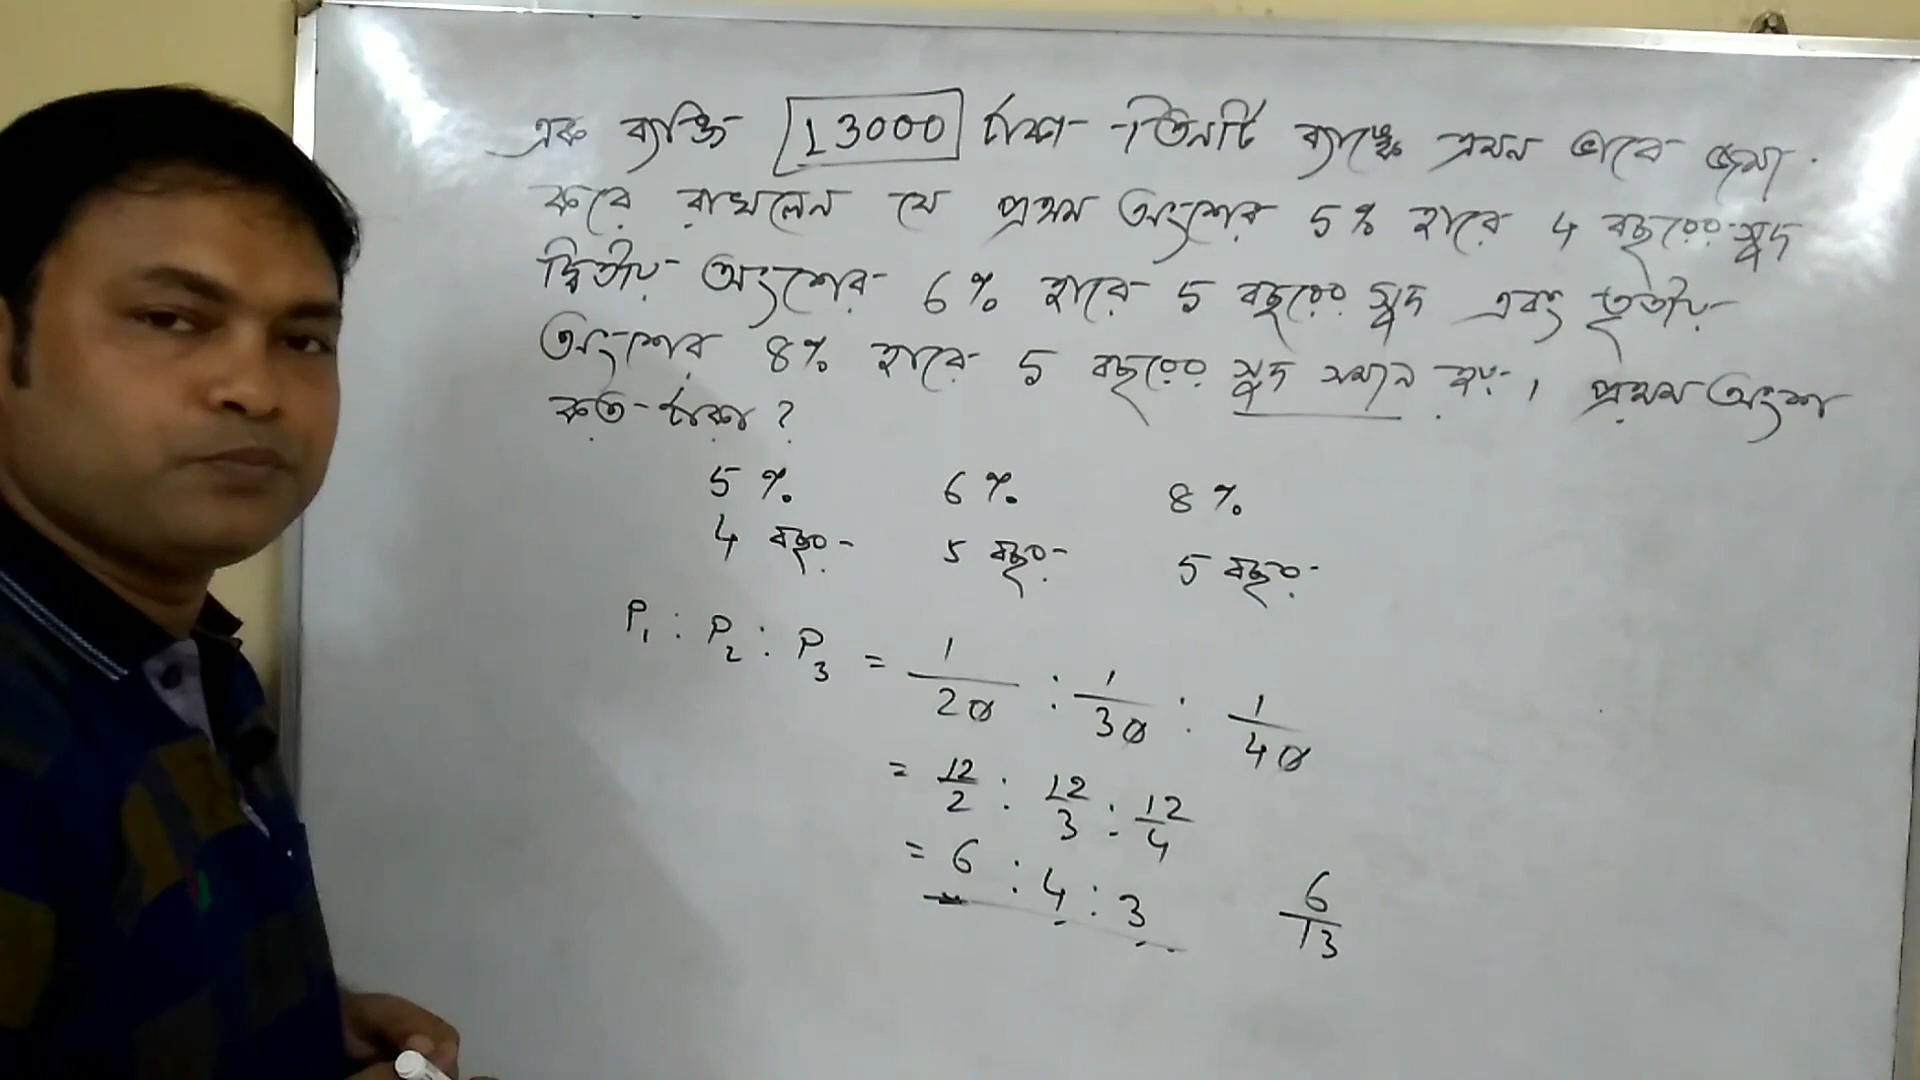 এক ব্যক্তি 13000 টাকা তিনটি ব্যাঙ্কে এমন ভাবে জমা
করে রাখলেন যে প্রথম অংশের 5% হারে 4 বছরের সুদ
দ্বিতীয় অংশের 6% হারে 5 বছরের সুদ এবং তৃতীয়
অংশের 8% হারে 5 বছরের সুদ সমান হয়। প্রথম অংশ
কত টাকা?
5% 6% 8%
4 বছর 5 বছর 5 বছর
P₁ : P₂ : P₃ = 1/20 : 1/30 : 1/40
= 12/2 : 12/3 : 12/4
= 6 : 4 : 3 6/13